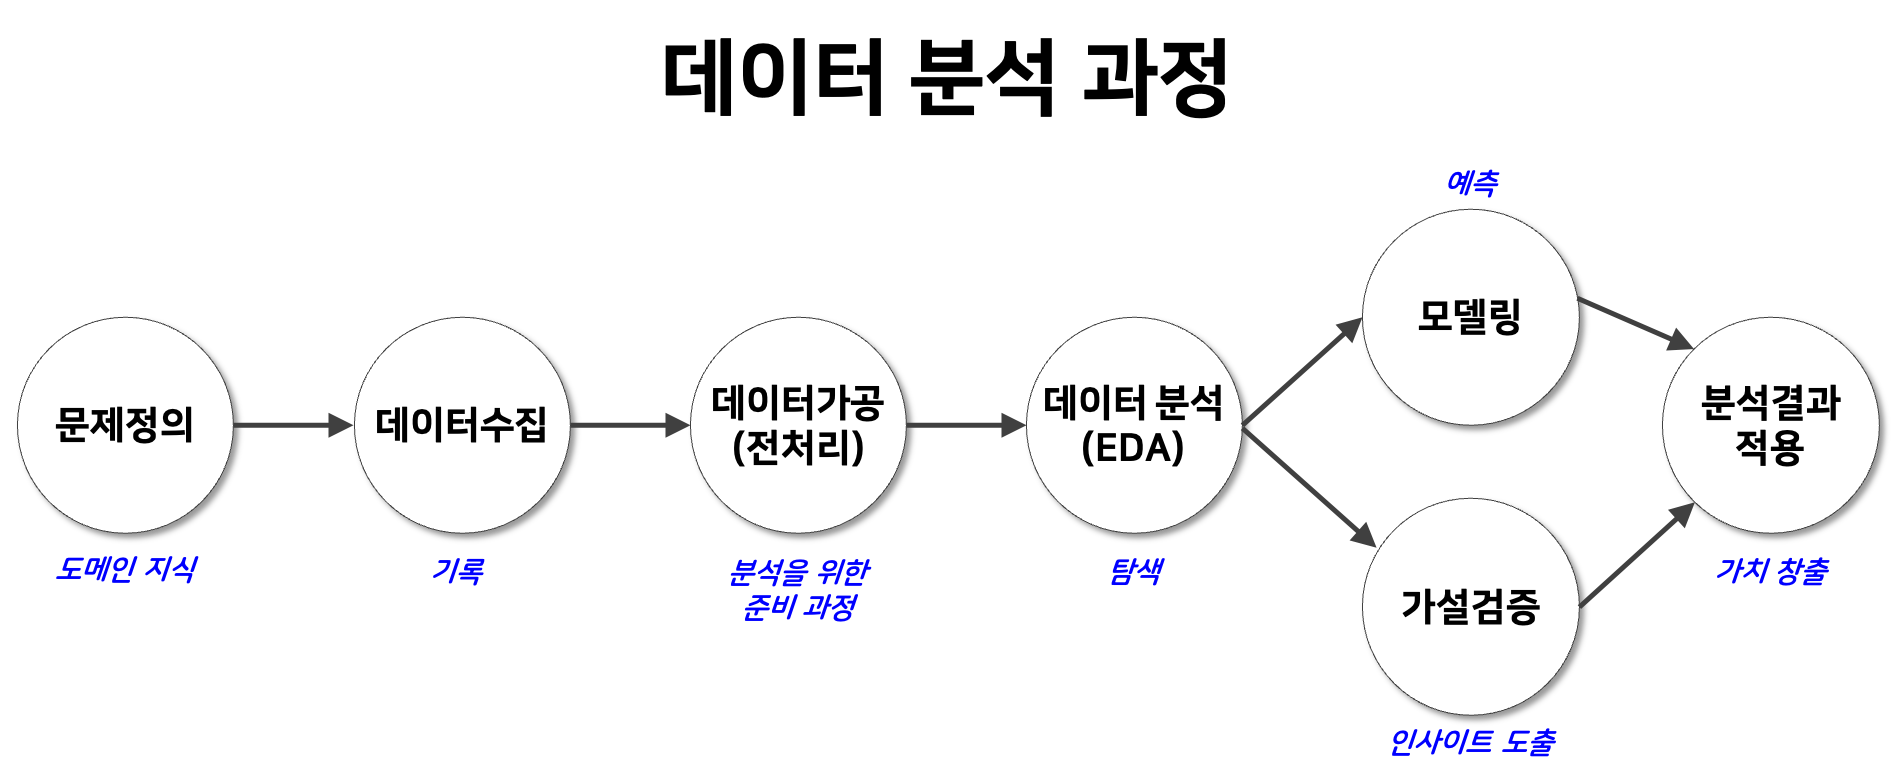 데이터 분석 과정
문제정의
도메인 지식
데이터수집
기록
데이터가공
(전처리)
분석을 위한
준비 과정
데이터 분석
(EDA)
탐색
예측
모델링
가설검증
인사이트 도출
분석결과
적용
가치 창출